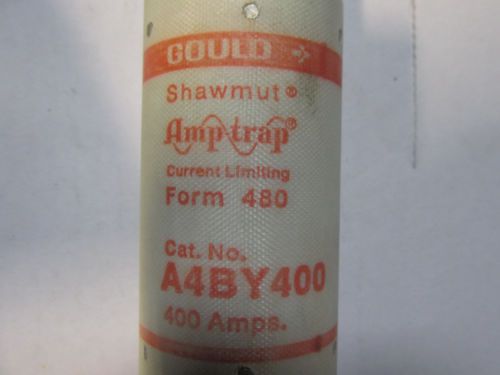 GOULD
Shawmut®
Amp-trap®
Current Limiting
Form 480
Cat. No.
A4BY400
400 Amps.